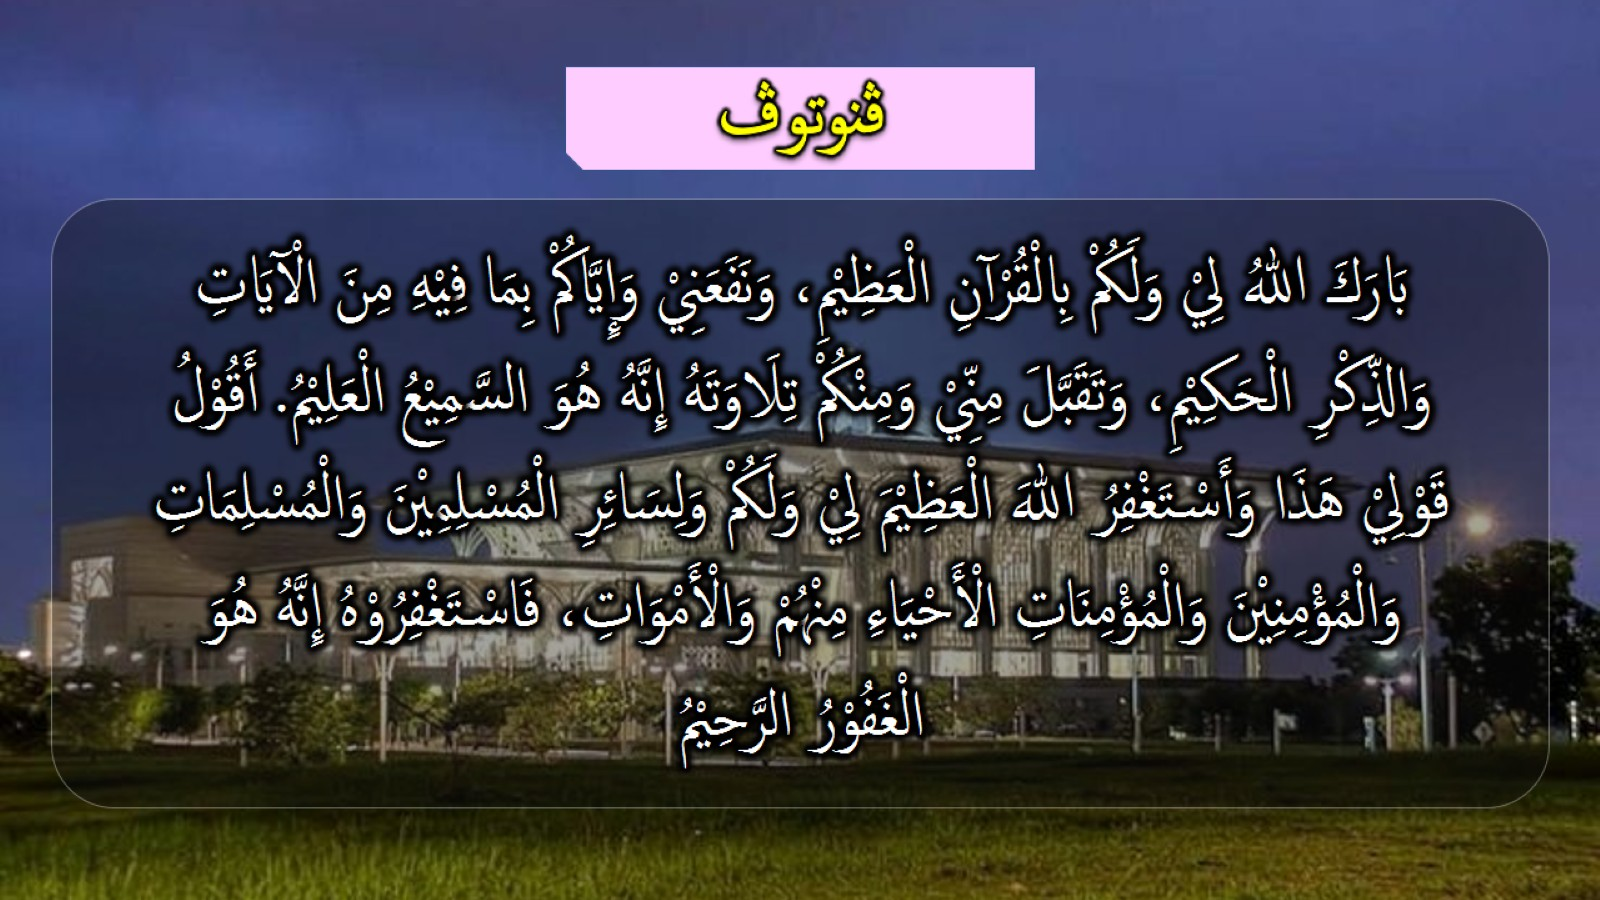 ڤنوتوڤ
بَارَكَ اللهُ لِيْ وَلَكُمْ بِالْقُرْآنِ الْعَظِيْمِ، وَنَفَعَنِيْ وَإِيَّاكُمْ بِمَا فِيْهِ مِنَ الْآيَاتِ
وَالذِّكْرِ الْحَكِيْمِ، وَتَقَبَّلَ مِنِّيْ وَمِنْكُمْ تِلَاوَتَهُ إِنَّهُ هُوَ السَّمِيْعُ الْعَلِيْمُ. أَقُوْلُ
قَوْلِيْ هَذَا وَأَسْتَغْفِرُ اللهَ الْعَظِيْمَ لِيْ وَلَكُمْ وَلِسَائِرِ الْمُسْلِمِيْنَ وَالْمُسْلِمَاتِ
وَالْمُؤْمِنِيْنَ وَالْمُؤْمِنَاتِ الْأَحْيَاءِ مِنْهُمْ وَالْأَمْوَاتِ، فَاسْتَغْفِرُوْهُ إِنَّهُ هُوَ
الْغَفُوْرُ الرَّحِيْمُ